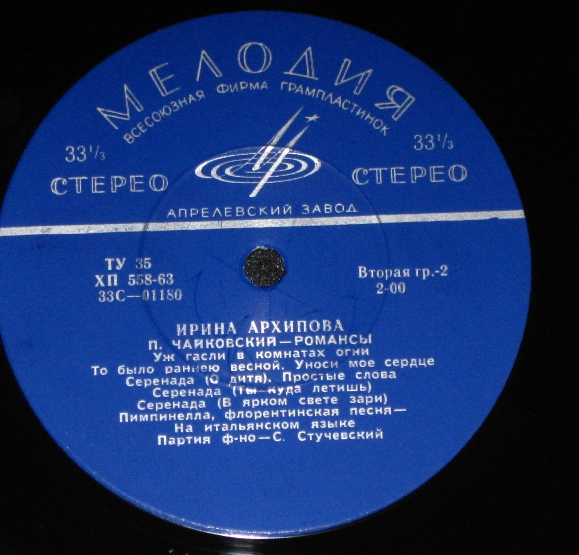 МЕЛОДИЯ
ВСЕСОЮЗНАЯ ФИРМА ГРАМПЛАСТИНОК
33⅓
33⅓
СТЕРЕО
СТЕРЕО
АПРЕЛЕВСКИЙ ЗАВОД
ТУ 35
ХП 558-63
33С—01180
Вторая гр.-2
2-00
ИРИНА АРХИПОВА
П. ЧАЙКОВСКИЙ—РОМАНСЫ
Уж гасли в комнатах огни
То было раннею весной. Уноси мое сердце
Серенада (О дитя). Простые слова
Серенада (Ты куда летишь)
Серенада (В ярком свете зари)
Пимпинелла, флорентинская песня—
На итальянском языке
Партия ф-но—С. Стучевский